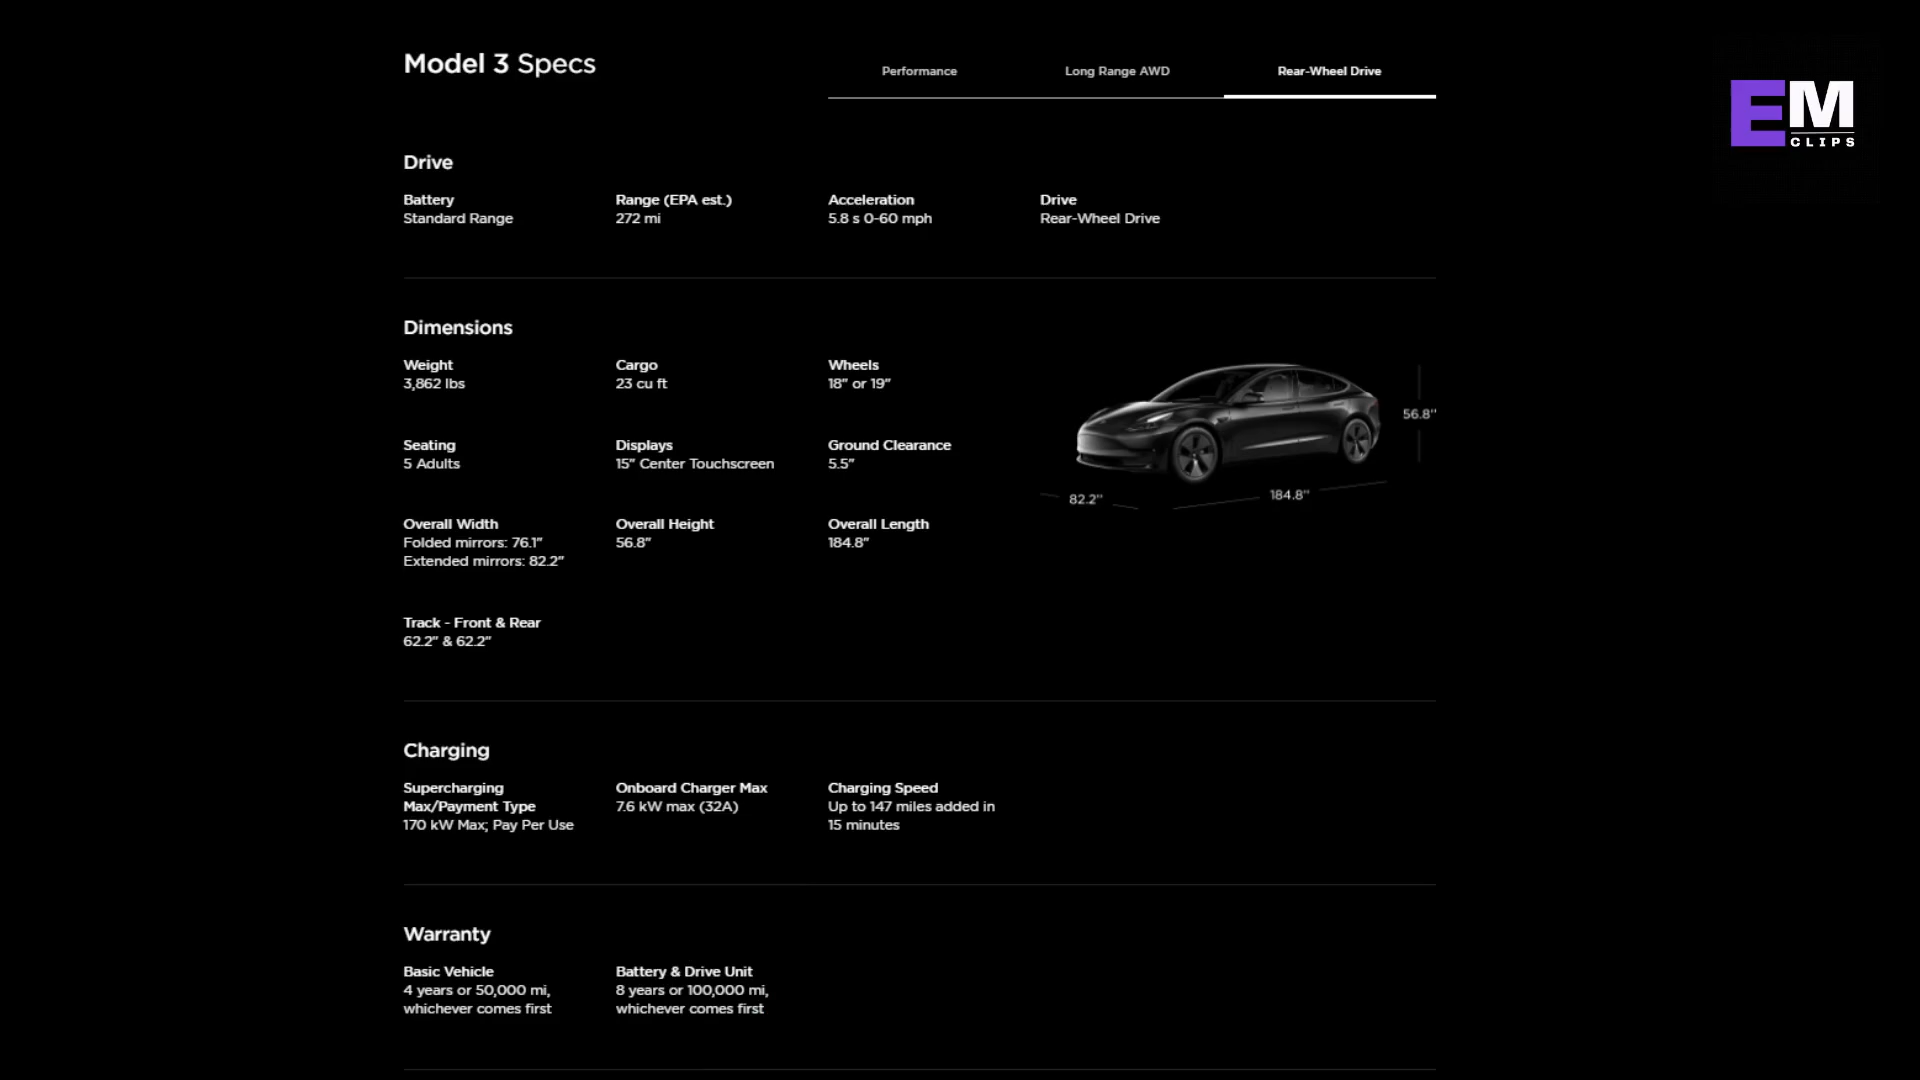 Model 3 Specs
Performance
Long Range AWD
Rear-Wheel Drive
EM
CLIPS
Drive
Battery
Standard Range
Range (EPA est.)
272 mi
Acceleration
5.8 s 0-60 mph
Drive
Rear-Wheel Drive
Dimensions
Weight
3,862 lbs
Cargo
23 cu ft
Wheels
18" or 19"
Seating
5 Adults
Displays
15" Center Touchscreen
Ground Clearance
5.5"
Overall Width
Folded mirrors: 76.1"
Extended mirrors: 82.2"
Overall Height
56.8"
Overall Length
184.8"
Track - Front & Rear
62.2" & 62.2"
56.8"
82.2"
184.8"
Charging
Supercharging
Max/Payment Type
170 kW Max; Pay Per Use
Onboard Charger Max
7.6 kW max (32A)
Charging Speed
Up to 147 miles added in
15 minutes
Warranty
Basic Vehicle
4 years or 50,000 mi,
whichever comes first
Battery & Drive Unit
8 years or 100,000 mi,
whichever comes first